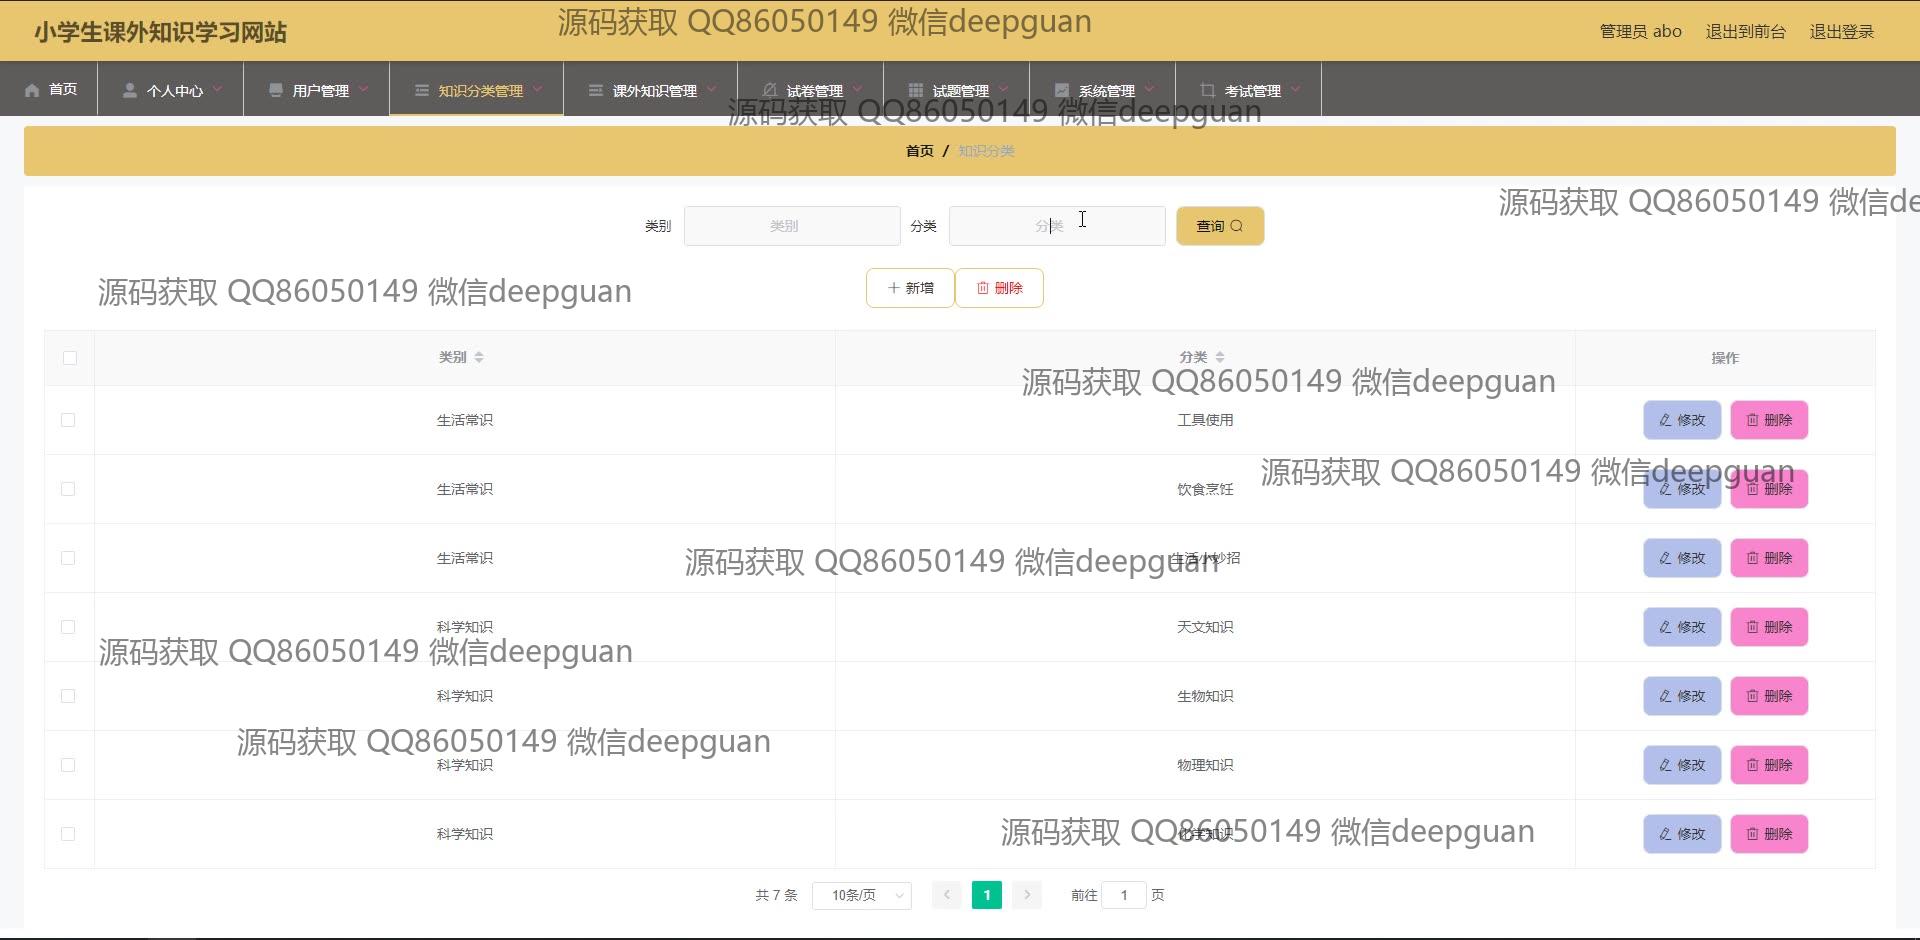 小学生课外知识学习网站
源码获取 QQ86050149 微信deepguan
管理员 abo 退出到前台 退出登录
首页 个人中心 用户管理 知识分类管理 课外知识管理 试卷管理 试题管理 系统管理 考试管理
源码获取 QQ86050149 微信deepguan
首页 / 知识分类
源码获取 QQ86050149 微信de
类别 类别 分类 分类 查询
源码获取 QQ86050149 微信deepguan
新增 删除
类别 分类 操作
源码获取 QQ86050149 微信deepguan
生活常识 工具使用 修改 删除
源码获取 QQ86050149 微信deepguan
生活常识 饮食烹饪 修改 删除
生活常识 生活小妙招 修改 删除
源码获取 QQ86050149 微信deepguan
科学知识 天文知识 修改 删除
源码获取 QQ86050149 微信deepguan
科学知识 生物知识 修改 删除
源码获取 QQ86050149 微信deepguan
科学知识 物理知识 修改 删除
源码获取 QQ86050149 微信deepguan
科学知识 化学知识 修改 删除
共 7 条 10条/页 1 前往 1 页